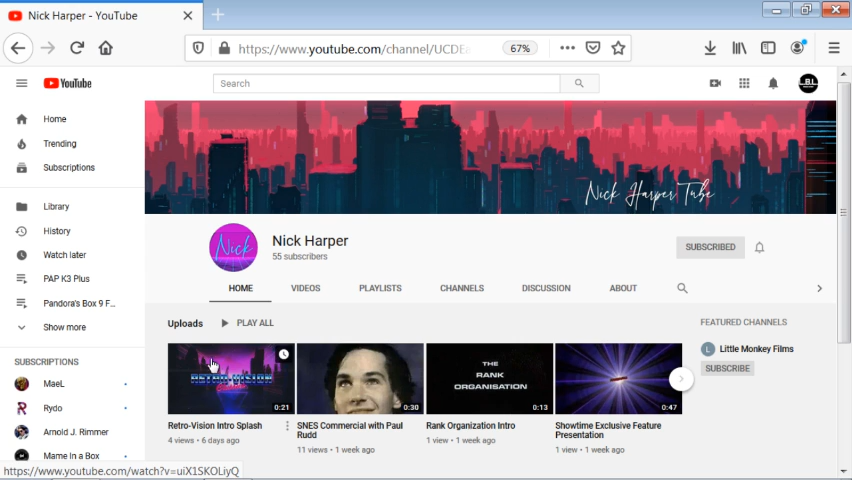 Nick Harper - YouTube
https://www.youtube.com/channel/UCDE
67%
YouTube
Search
B.I.
Home
Trending
Subscriptions
Library
History
Watch later
PAP K3 Plus
Pandora's Box 9 F...
Show more
SUBSCRIPTIONS
MaeL
Rydo
Arnold J. Rimmer
Mame In a Box
Nick Harper Tube
Nick
Nick Harper
55 subscribers
SUBSCRIBED
HOME
VIDEOS
PLAYLISTS
CHANNELS
DISCUSSION
ABOUT
Uploads
PLAY ALL
RETRO-VISION
0:21
Retro-Vision Intro Splash
4 views • 6 days ago
0:30
SNES Commercial with Paul
Rudd
11 views • 1 week ago
THE
RANK
ORGANISATION
0:13
Rank Organization Intro
1 view • 1 week ago
0:47
Showtime Exclusive Feature
Presentation
1 view • 1 week ago
FEATURED CHANNELS
L
Little Monkey Films
SUBSCRIBE
https://www.youtube.com/watch?v=uiX1SKOLiyQ